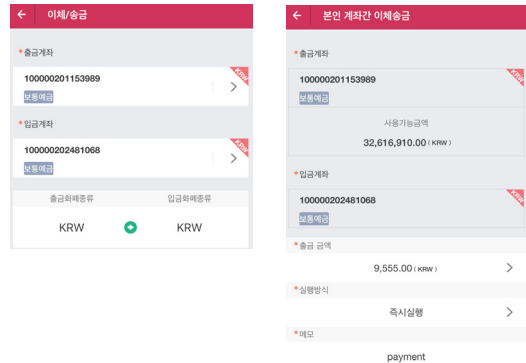 이체/송금
*출금계좌
100000201153989
KRW
보통예금
*입금계좌
100000202481068
KRW
보통예금
출금화폐종류 입금화폐종류
KRW KRW
본인 계좌간 이체송금
*출금계좌
100000201153989
KRW
보통예금
사용가능금액
32,616,910.00 ( KRW )
*입금계좌
100000202481068
KRW
보통예금
*출금 금액
9,555.00 ( KRW )
*실행방식
즉시실행
*메모
payment